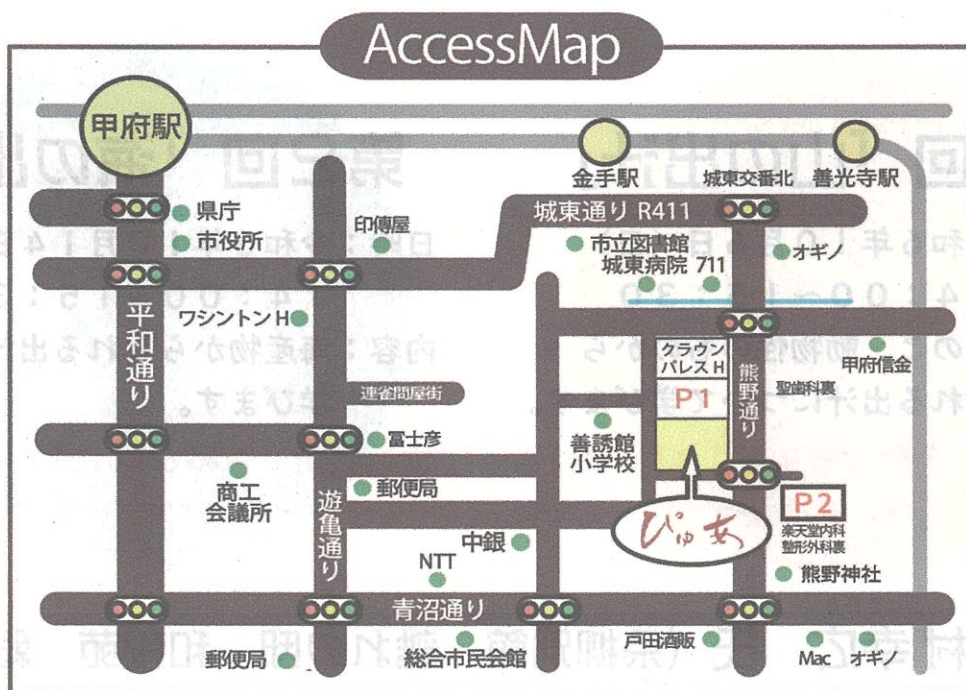 AccessMap
甲府駅
金手駅
城東交番北
善光寺駅
県庁
市役所
印傳屋
城東通り R411
市立図書館
城東病院
711
オギノ
平和通り
ワシントンH
クラウン
パレスH
P1
熊野通り
甲府信金
聖歯科裏
連雀問屋街
冨士彦
善誘館
小学校
商工
会議所
郵便局
遊亀通り
ぴゅあ
P2
楽天堂内科
整形外科裏
中銀
NTT
熊野神社
青沼通り
郵便局
総合市民会館
戸田酒販
Mac
オギノ